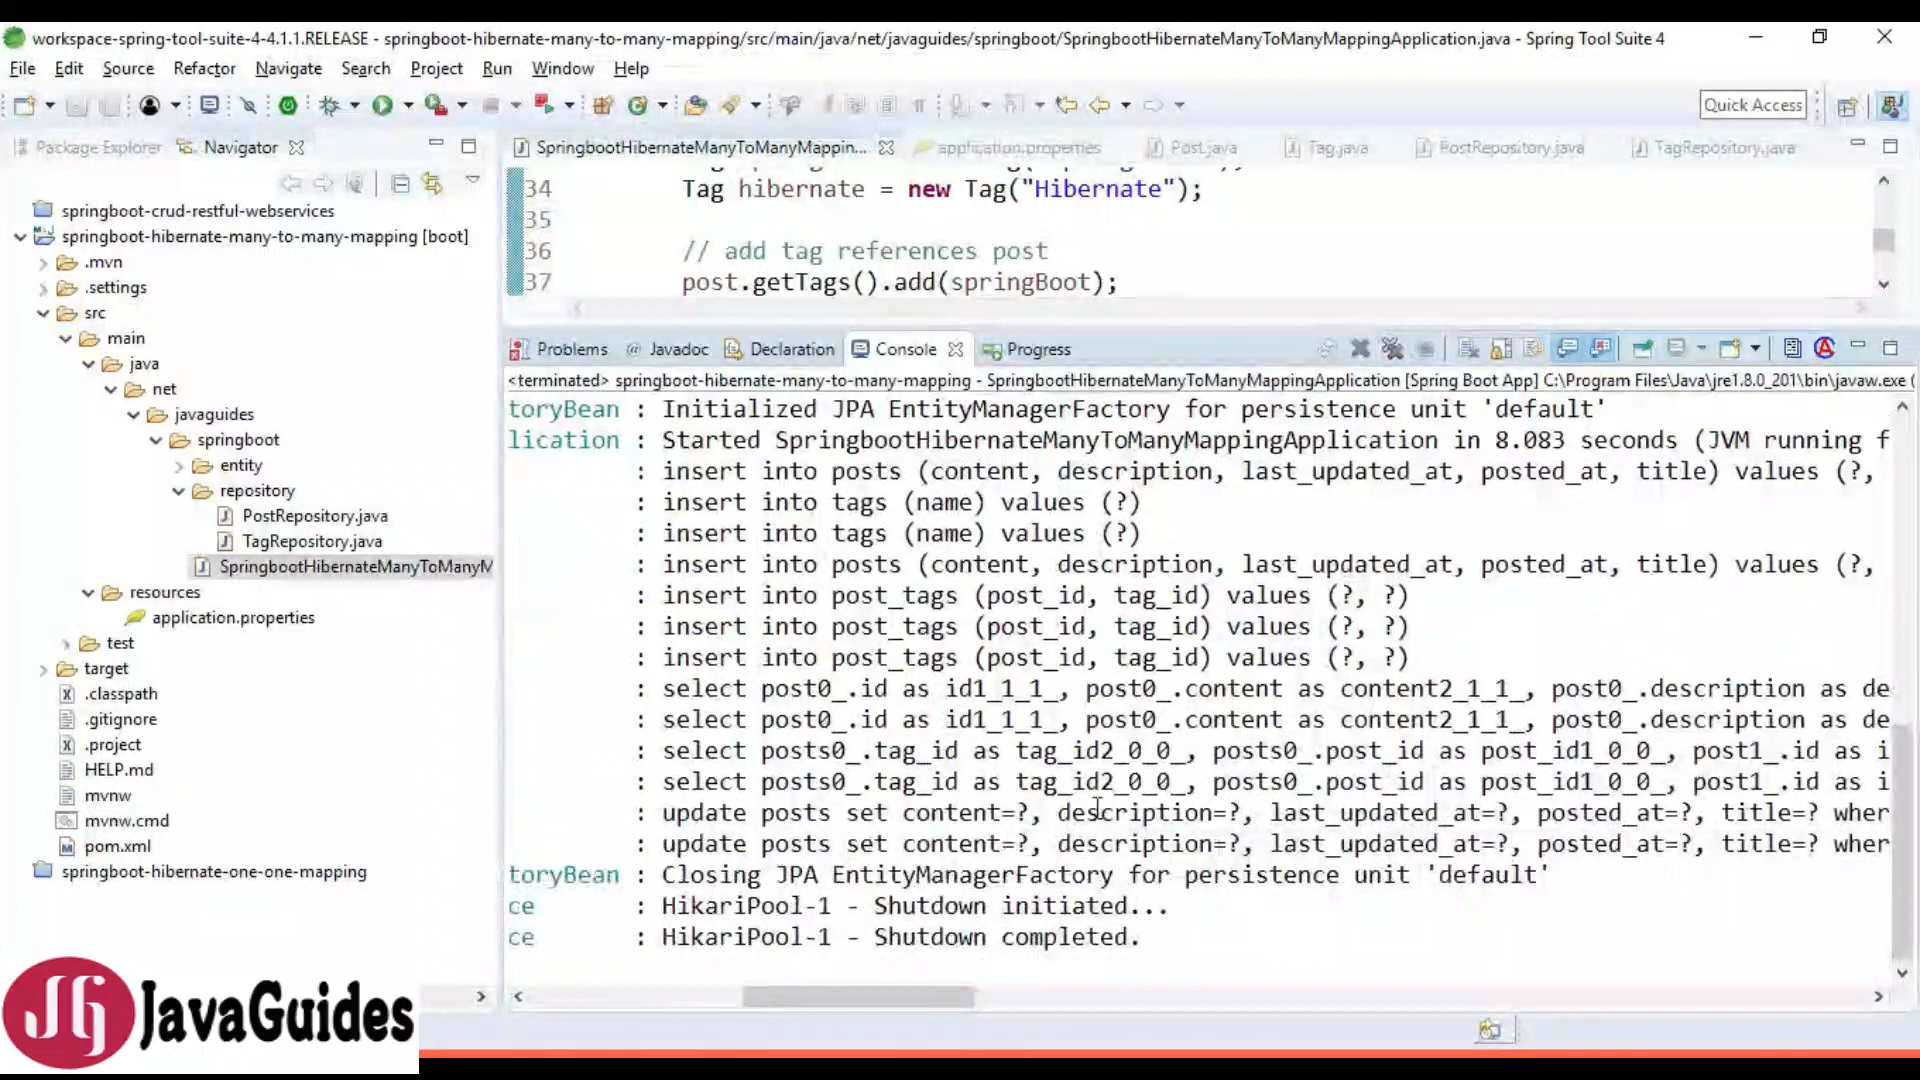 workspace-spring-tool-suite-4-4.1.1.RELEASE - springboot-hibernate-many-to-many-mapping/src/main/java/net/javaguides/springboot/SpringbootHibernateManyToManyMappingApplication.java - Spring Tool Suite 4
File Edit Source Refactor Navigate Search Project Run Window Help
Quick Access
Package Explorer Navigator
springboot-crud-restful-webservices
springboot-hibernate-many-to-many-mapping [boot]
.mvn
.settings
src
main
java
net
javaguides
springboot
entity
repository
PostRepository.java
TagRepository.java
SpringbootHibernateManyToManyM
resources
application.properties
test
target
.classpath
.gitignore
.project
HELP.md
mvnw
mvnw.cmd
pom.xml
springboot-hibernate-one-one-mapping
SpringbootHibernateManyToManyMappin... application.properties Post.java Tag.java PostRepository.java TagRepository.java
34 Tag hibernate = new Tag("Hibernate");
35
36 // add tag references post
37 post.getTags().add(springBoot);
Problems @ Javadoc Declaration Console Progress
<terminated> springboot-hibernate-many-to-many-mapping - SpringbootHibernateManyToManyMappingApplication [Spring Boot App] C:\Program Files\Java\jre1.8.0_201\bin\javaw.exe (
toryBean : Initialized JPA EntityManagerFactory for persistence unit 'default'
lication : Started SpringbootHibernateManyToManyMappingApplication in 8.083 seconds (JVM running f
: insert into posts (content, description, last_updated_at, posted_at, title) values (?,
: insert into tags (name) values (?)
: insert into tags (name) values (?)
: insert into posts (content, description, last_updated_at, posted_at, title) values (?,
: insert into post_tags (post_id, tag_id) values (?, ?)
: insert into post_tags (post_id, tag_id) values (?, ?)
: insert into post_tags (post_id, tag_id) values (?, ?)
: select post0_.id as id1_1_1_, post0_.content as content2_1_1_, post0_.description as de
: select post0_.id as id1_1_1_, post0_.content as content2_1_1_, post0_.description as de
: select posts0_.tag_id as tag_id2_0_0_, posts0_.post_id as post_id1_0_0_, post1_.id as i
: select posts0_.tag_id as tag_id2_0_0_, posts0_.post_id as post_id1_0_0_, post1_.id as i
: update posts set content=?, description=?, last_updated_at=?, posted_at=?, title=? wher
: update posts set content=?, description=?, last_updated_at=?, posted_at=?, title=? wher
toryBean : Closing JPA EntityManagerFactory for persistence unit 'default'
ce : HikariPool-1 - Shutdown initiated...
ce : HikariPool-1 - Shutdown completed.
JG JavaGuides